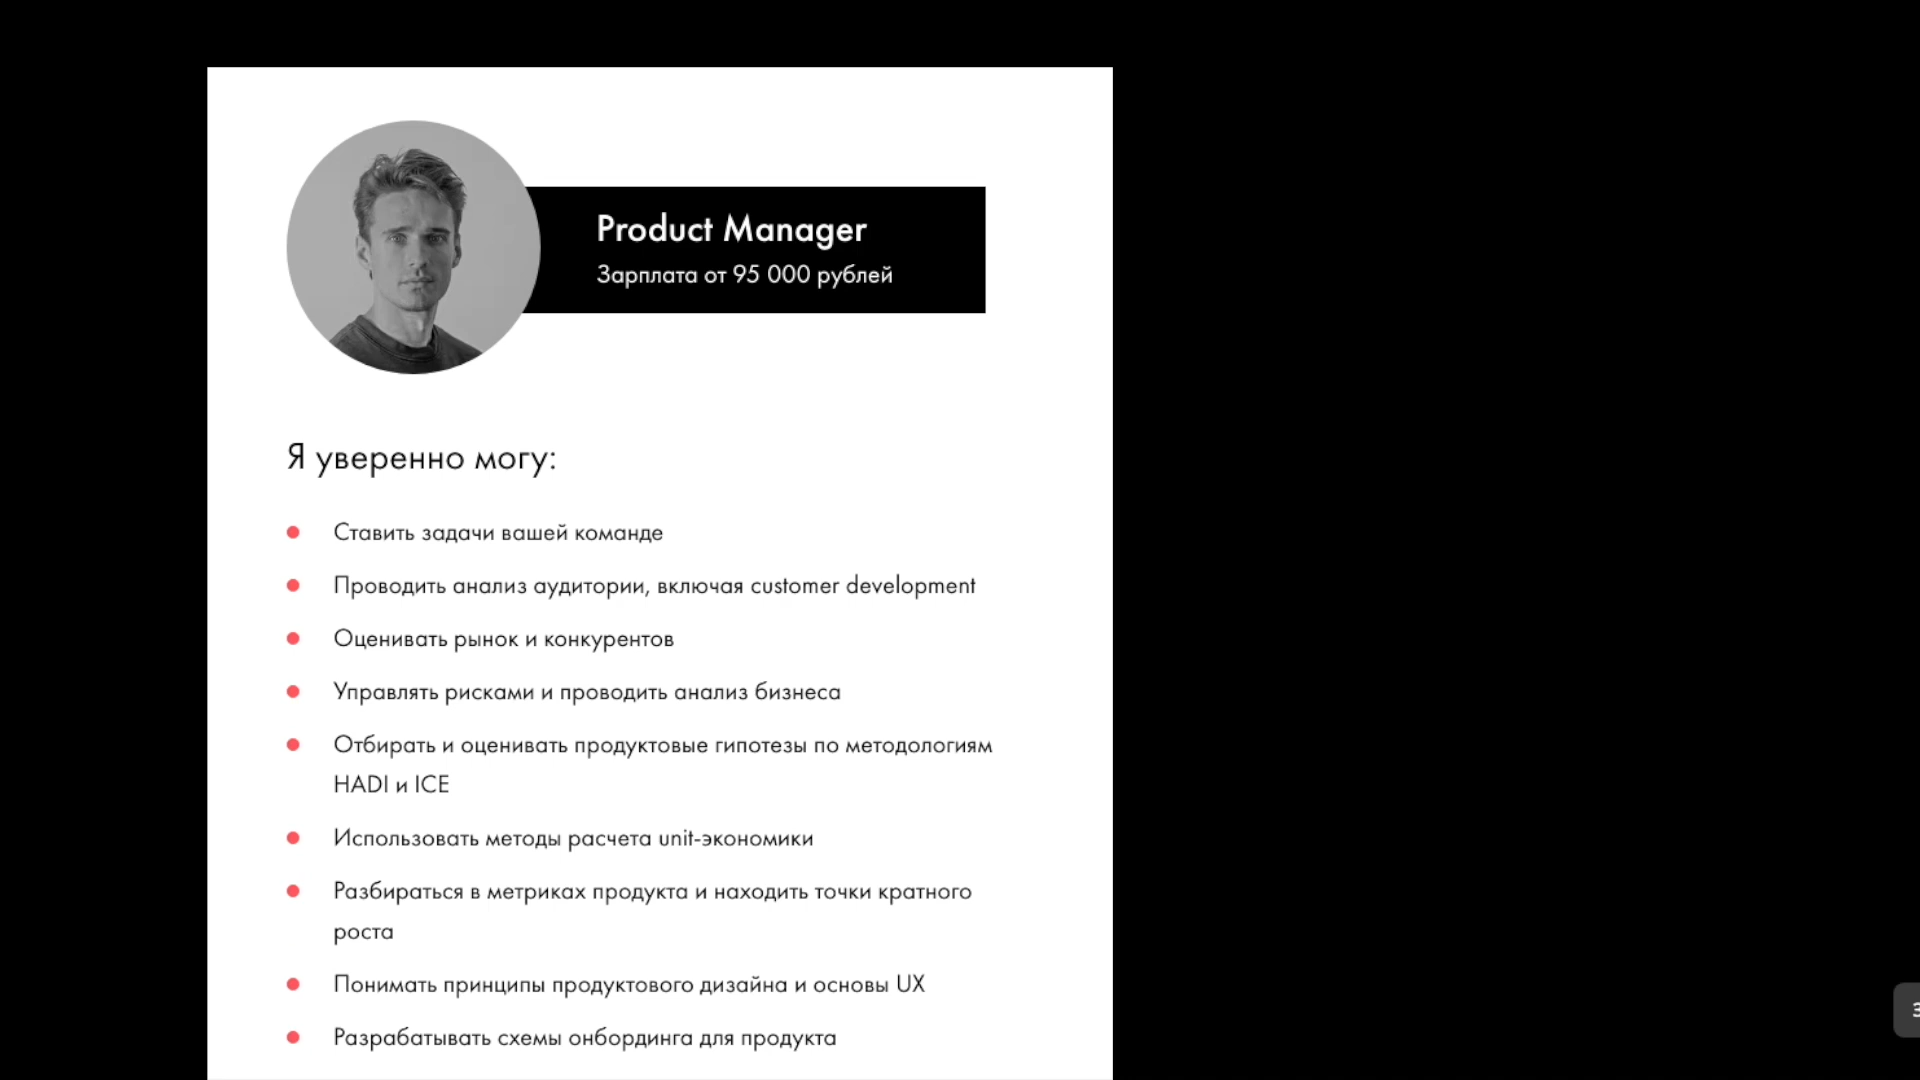 Product Manager
Зарплата от 95 000 рублей
Я уверенно могу:
Ставить задачи вашей команде
Проводить анализ аудитории, включая customer development
Оценивать рынок и конкурентов
Управлять рисками и проводить анализ бизнеса
Отбирать и оценивать продуктовые гипотезы по методологиям
HADI и ICE
Использовать методы расчета unit-экономики
Разбираться в метриках продукта и находить точки кратного
роста
Понимать принципы продуктового дизайна и основы UX
Разрабатывать схемы онбординга для продукта